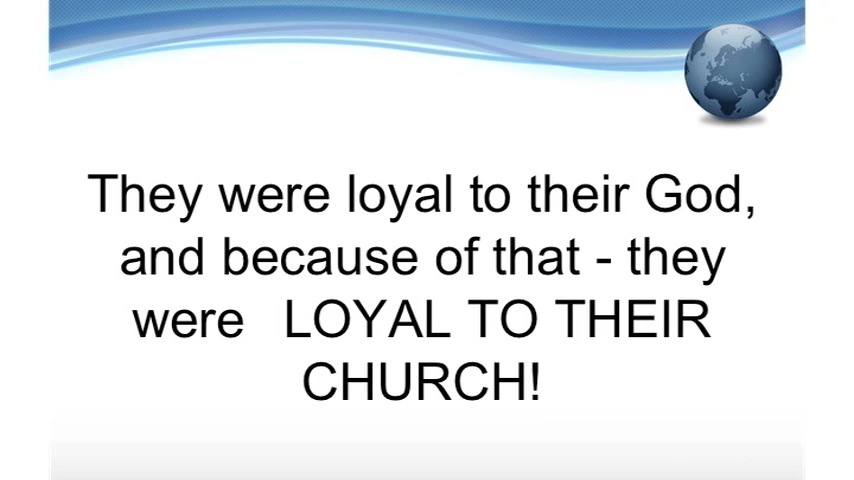 They were loyal to their God,
and because of that - they
were   LOYAL TO THEIR
CHURCH!